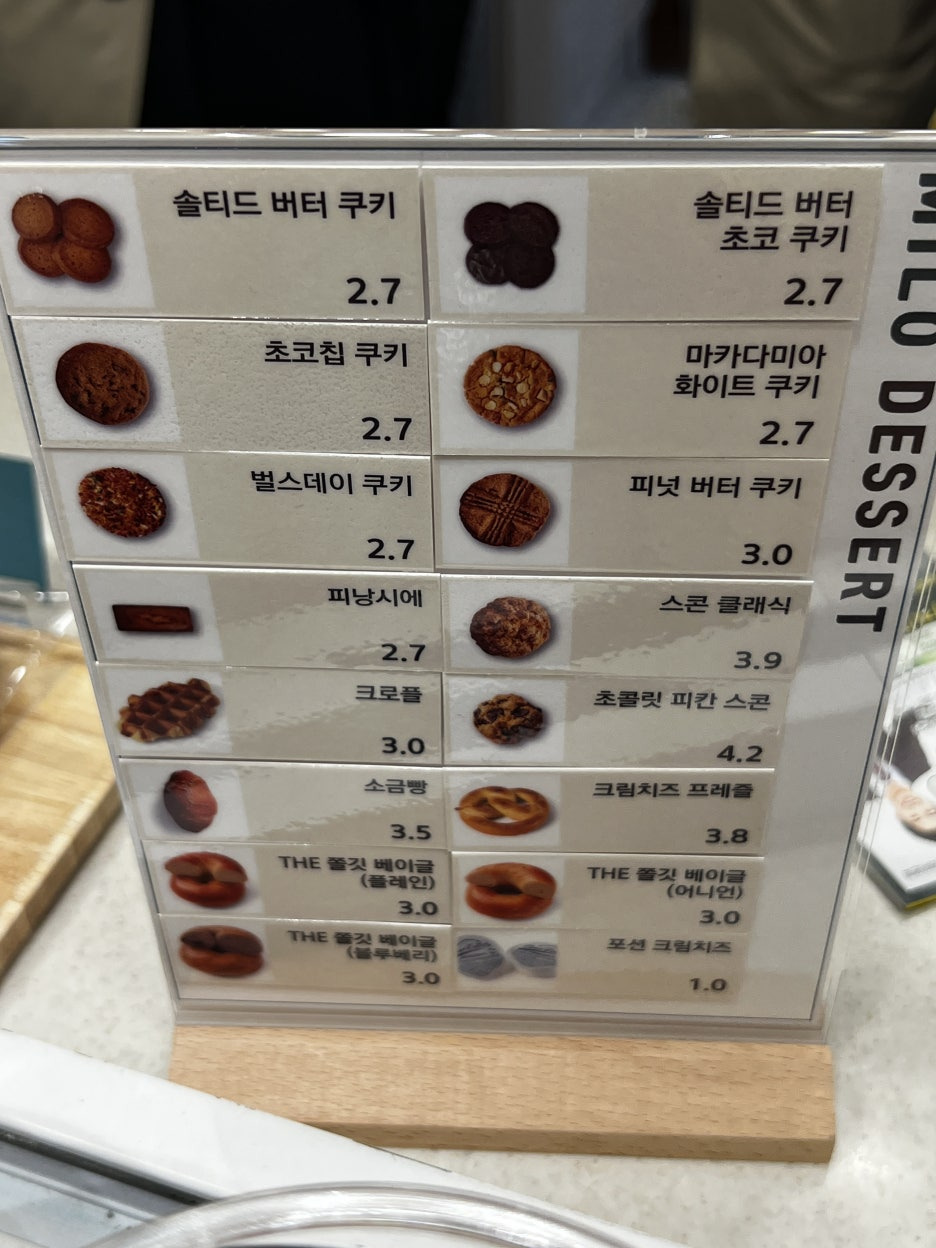 솔티드 버터 쿠키
2.7
솔티드 버터
초코 쿠키
2.7
초코칩 쿠키
2.7
마카다미아
화이트 쿠키
2.7
벌스데이 쿠키
2.7
피넛 버터 쿠키
3.0
피낭시에
2.7
스콘 클래식
3.9
크로플
3.0
초콜릿 피칸 스콘
4.2
소금빵
3.5
크림치즈 프레즐
3.8
THE 쫄깃 베이글
(플레인)
3.0
THE 쫄깃 베이글
(어니언)
3.0
THE 쫄깃 베이글
(블루베리)
3.0
포션 크림치즈
1.0
MILO DESSERT